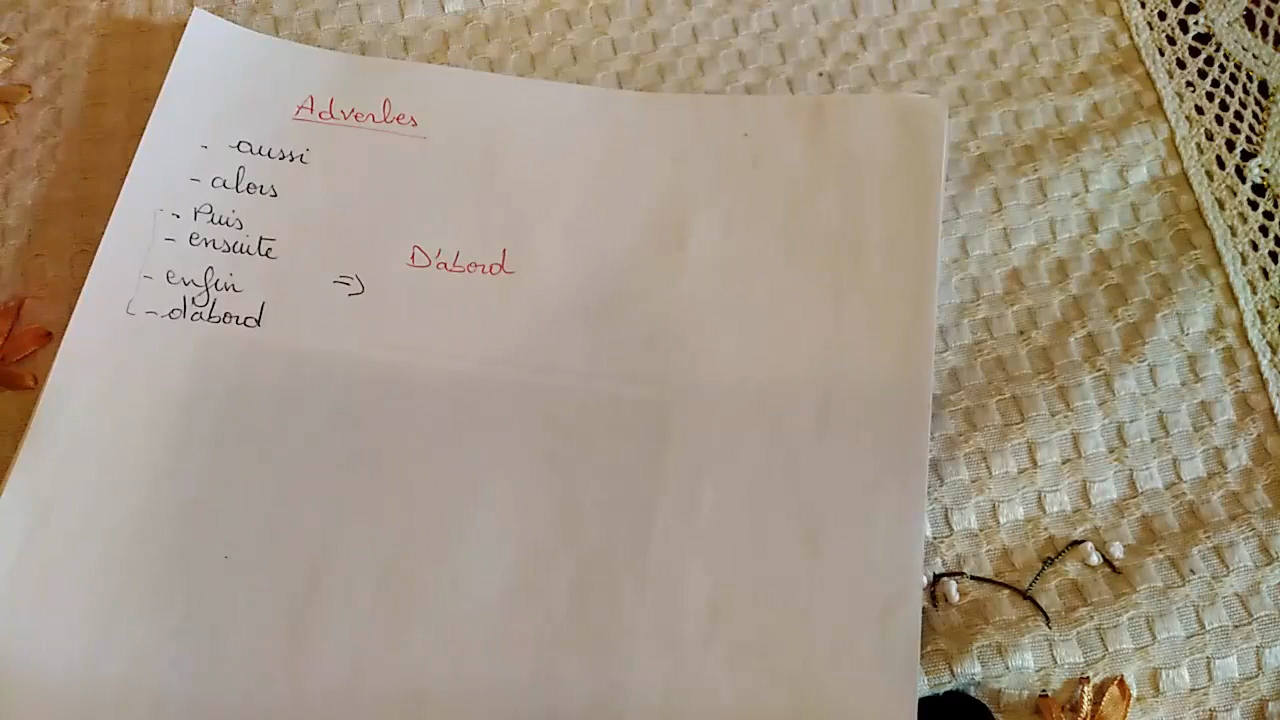 Adverbes
- aussi
- alors
- Puis
- ensuite
- enfin
- d'abord
=> D'abord